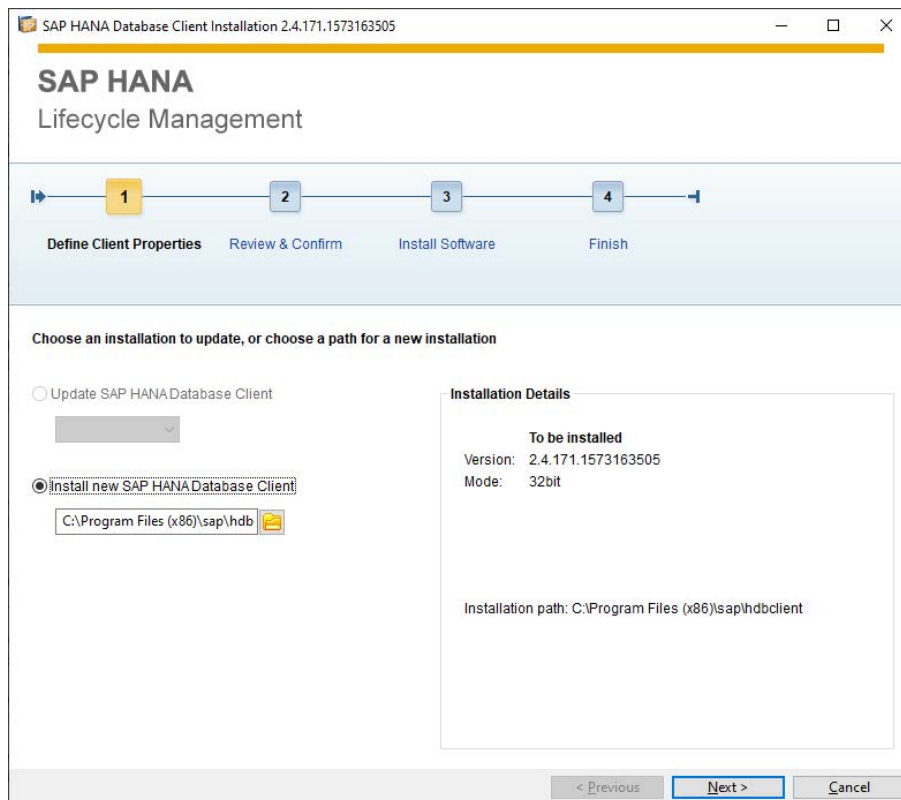 SAP HANA Database Client Installation 2.4.171.1573163505
SAP HANA
Lifecycle Management
1 2 3 4
Define Client Properties Review & Confirm Install Software Finish
Choose an installation to update, or choose a path for a new installation
Update SAP HANA Database Client
Install new SAP HANA Database Client
C:\Program Files (x86)\sap\hdb
Installation Details
To be installed
Version: 2.4.171.1573163505
Mode: 32bit
Installation path: C:\Program Files (x86)\sap\hdbclient
< Previous Next > Cancel